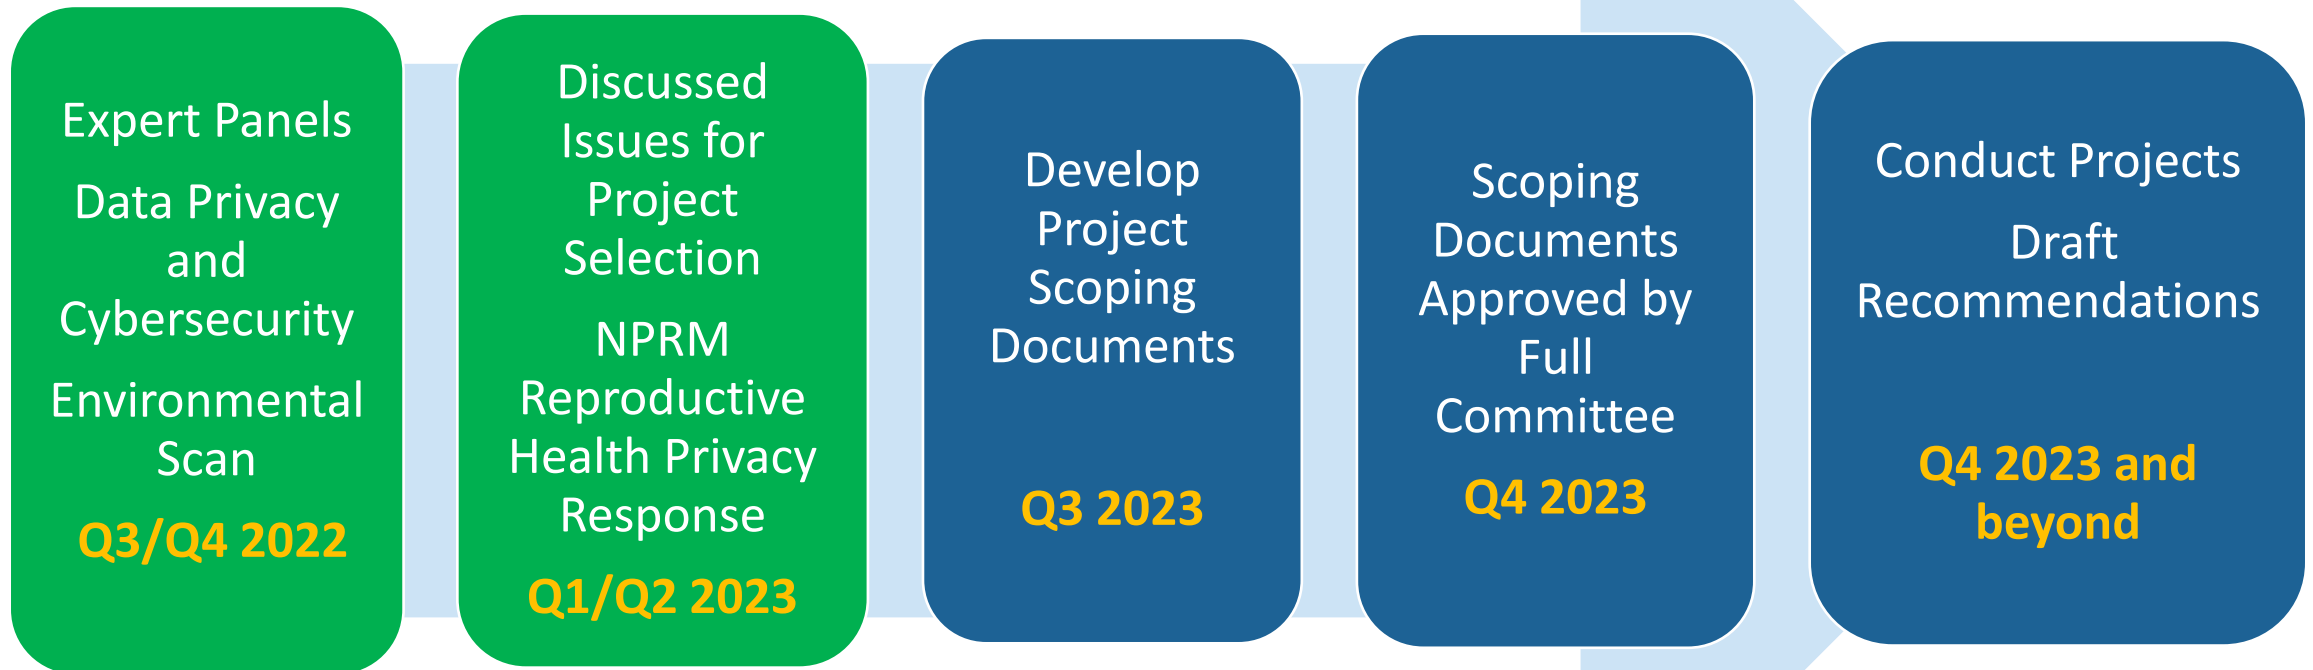 Expert Panels
Data Privacy
and
Cybersecurity
Environmental
Scan
Q3/Q4 2022
Discussed
Issues for
Project
Selection
NPRM
Reproductive
Health Privacy
Response
Q1/Q2 2023
Develop
Project
Scoping
Documents
Q3 2023
Scoping
Documents
Approved by
Full
Committee
Q4 2023
Conduct Projects
Draft
Recommendations
Q4 2023 and
beyond